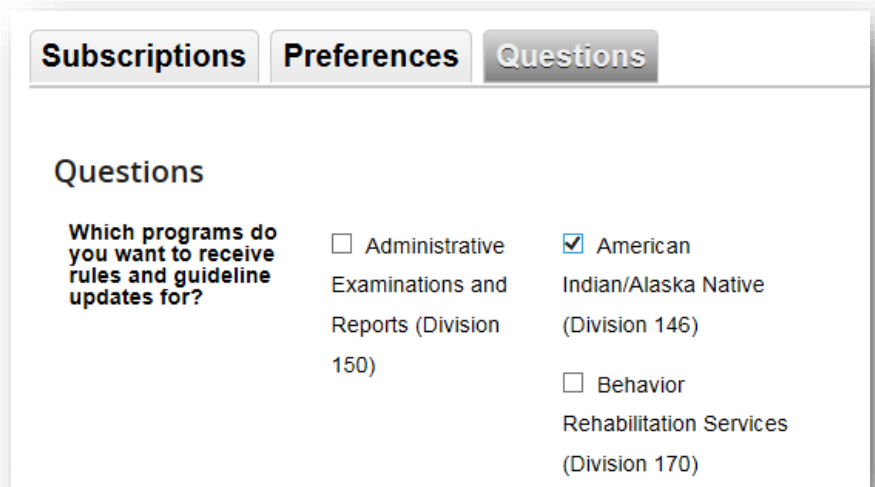 Subscriptions Preferences Questions
Questions
Which programs do
you want to receive
rules and guideline
updates for?
Administrative
Examinations and
Reports (Division
150)
American
Indian/Alaska Native
(Division 146)
Behavior
Rehabilitation Services
(Division 170)